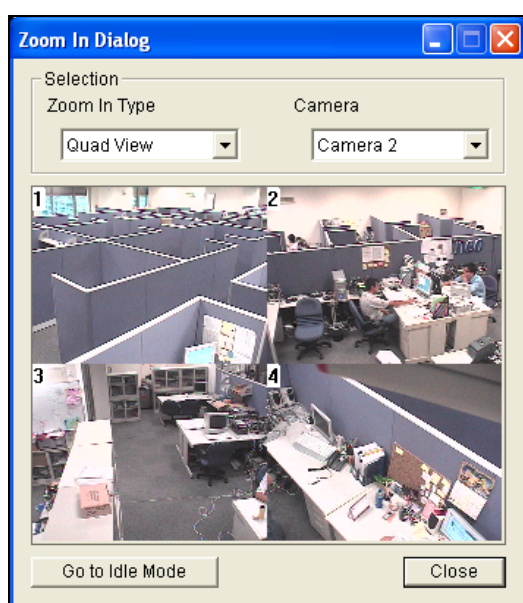 Zoom In Dialog
Selection
Zoom In Type
Camera
Quad View
Camera 2
1
2
3
4
Go to Idle Mode
Close